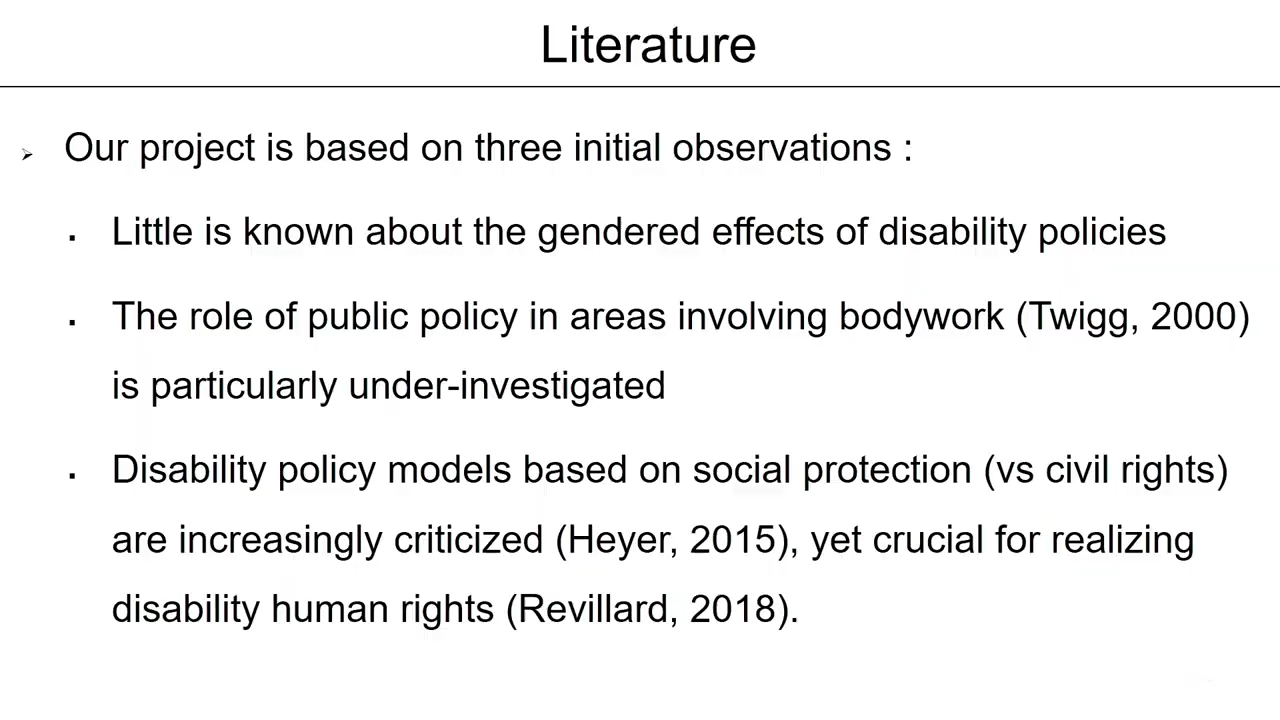 Literature
Our project is based on three initial observations :
Little is known about the gendered effects of disability policies
The role of public policy in areas involving bodywork (Twigg, 2000)
is particularly under-investigated
Disability policy models based on social protection (vs civil rights)
are increasingly criticized (Heyer, 2015), yet crucial for realizing
disability human rights (Revillard, 2018).